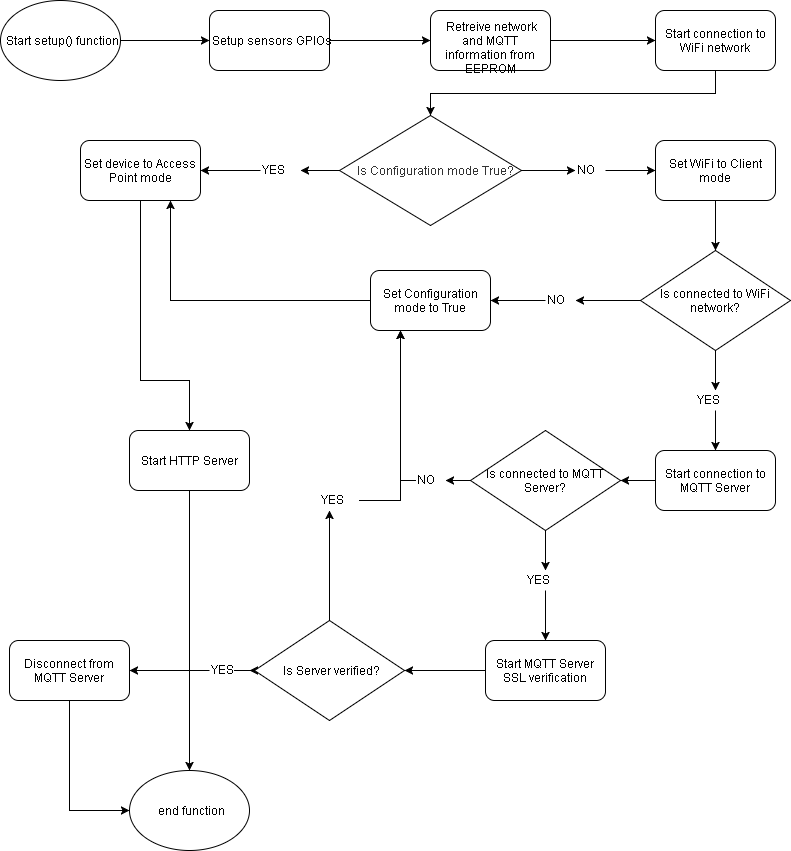 Start setup() function
Setup sensors GPIOs
Retreive network
and MQTT
information from
EEPROM
Start connection to
WiFi network
Set device to Access
Point mode
YES
Is Configuration mode True?
NO
Set WiFi to Client
mode
Set Configuration
mode to True
NO
Is connected to WiFi
network?
YES
Start HTTP Server
Is connected to MQTT
Server?
NO
Start connection to
MQTT Server
YES
YES
Disconnect from
MQTT Server
YES
Is Server verified?
Start MQTT Server
SSL verification
end function